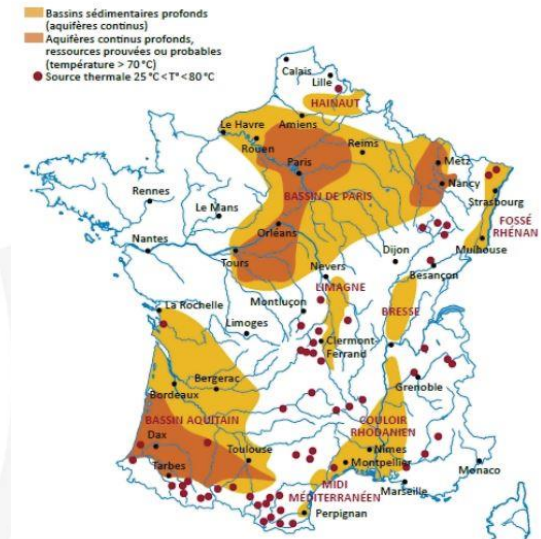 Bassins sédimentaires profonds
(aquifères continus)
Aquifères continus profonds,
ressources prouvées ou probables
(température > 70 °C)
Source thermale 25 °C < T° < 80 °C
Calais
Lille
HAINAUT
Le Havre
Amiens
Rouen
Reims
Paris
Metz
Nancy
BASSIN DE PARIS
Strasbourg
Rennes
Le Mans
FOSSÉ
RHÉNAN
Orléans
Nantes
Tours
Dijon
Mulhouse
Besançon
Nevers
LIMAGNE
La Rochelle
Montluçon
BRESSE
Limoges
Clermont-
Ferrand
Bergerac
Grenoble
Bordeaux
BASSIN AQUITAIN
COULOIR
RHODANIEN
Dax
Toulouse
Nîmes
Montpellier
Tarbes
Monaco
MIDI
MÉDITERRANÉEN
Marseille
Perpignan